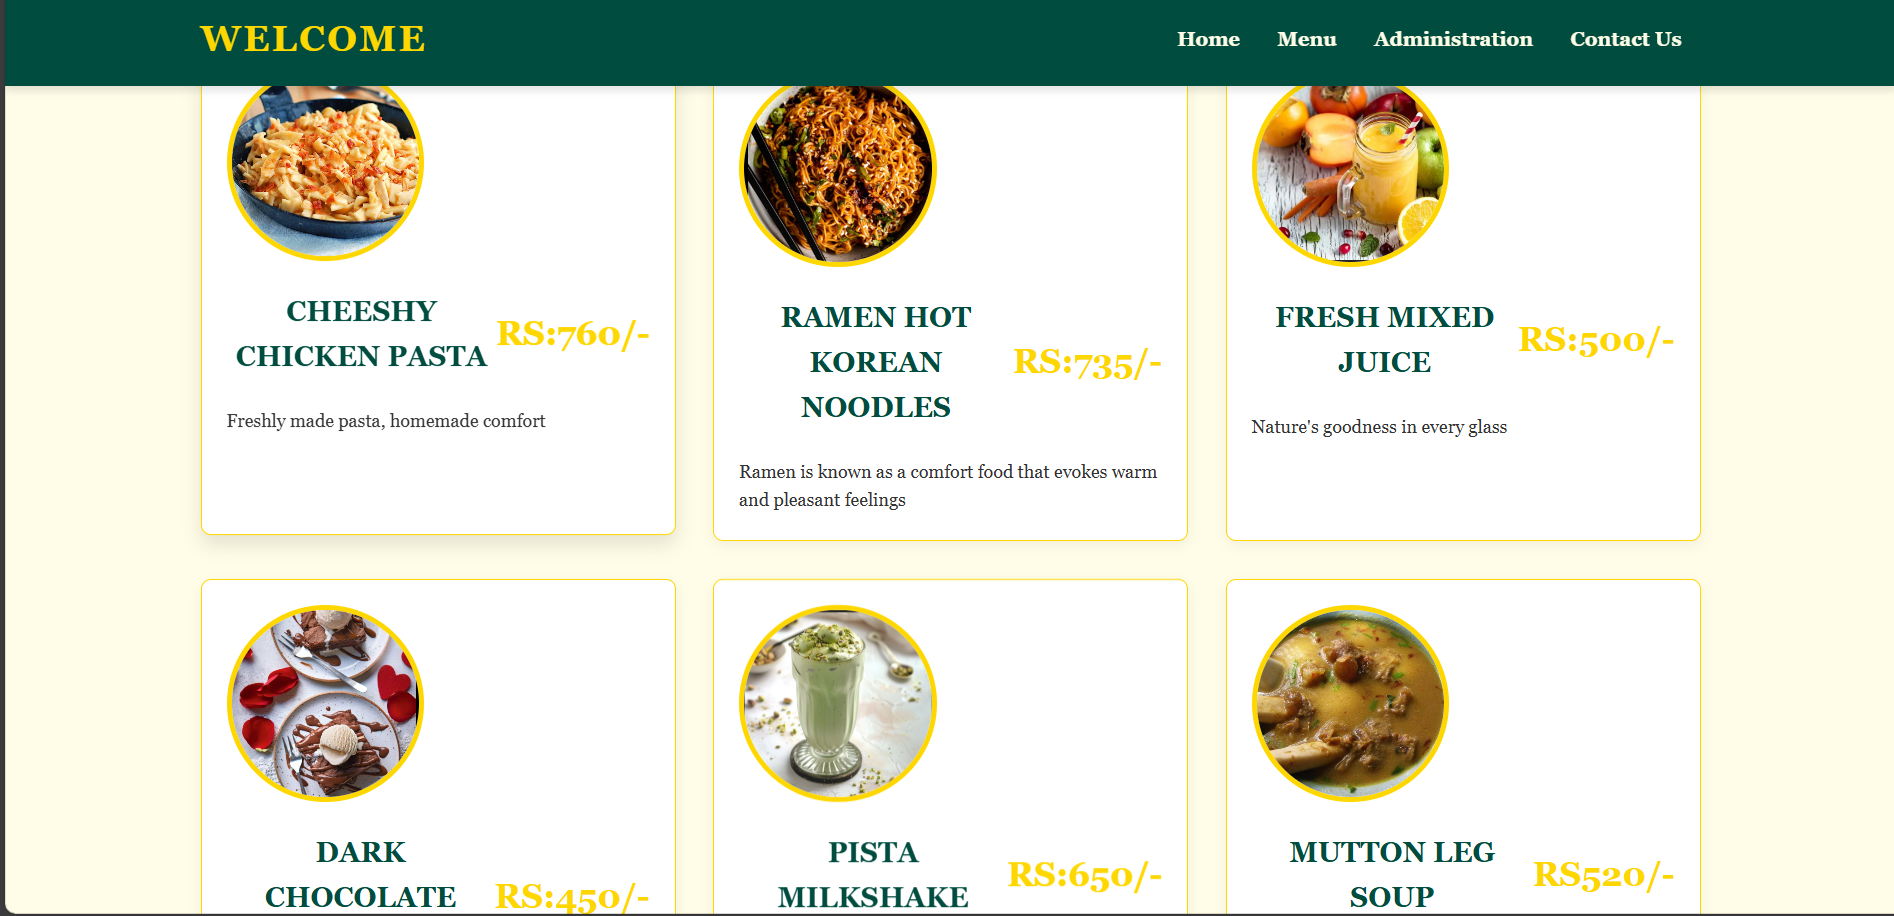 WELCOME
Home Menu Administration Contact Us
CHEESHY
CHICKEN PASTA
RS:760/-
Freshly made pasta, homemade comfort
RAMEN HOT
KOREAN
NOODLES
RS:735/-
Ramen is known as a comfort food that evokes warm
and pleasant feelings
FRESH MIXED
JUICE
RS:500/-
Nature's goodness in every glass
DARK
CHOCOLATE
RS:450/-
PISTA
MILKSHAKE
RS:650/-
MUTTON LEG
SOUP
RS520/-